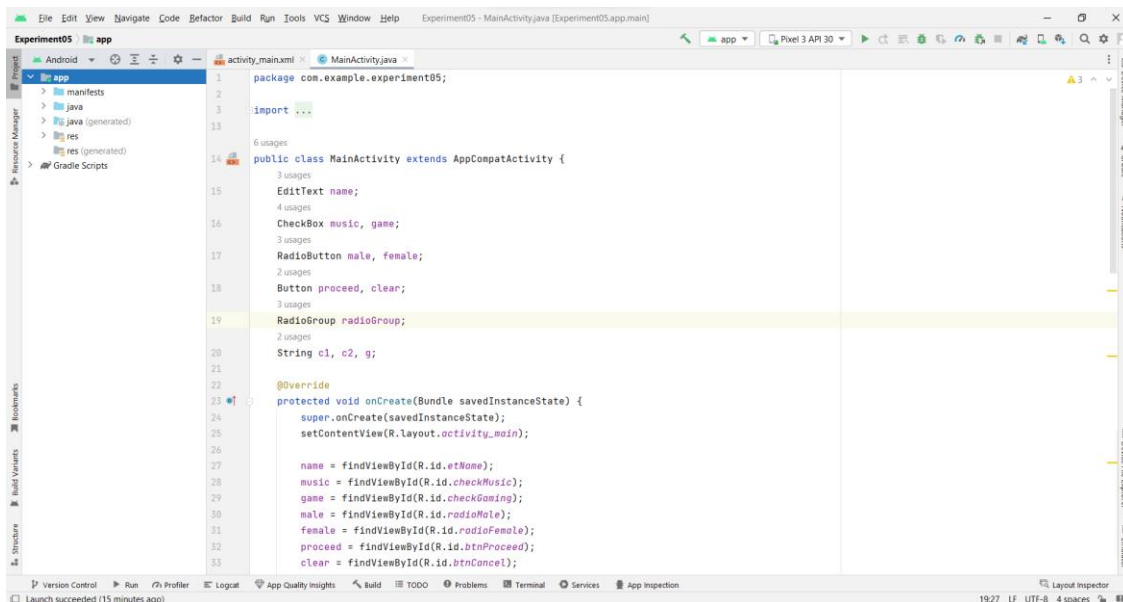 File Edit View Navigate Code Refactor Build Run Tools VCS Window Help Experiment05 - MainActivity.java [Experiment05.app.main]
Experiment05 app
app Pixel 3 API 30
Project
Resource Manager
Bookmarks
Build Variants
Structure
Android
app
manifests
java
java (generated)
res
res (generated)
Gradle Scripts
activity_main.xml MainActivity.java
3
1 package com.example.experiment05;
2
3 import ...
13
6 usages
14 public class MainActivity extends AppCompatActivity {
3 usages
15 EditText name;
4 usages
16 CheckBox music, game;
3 usages
17 RadioButton male, female;
2 usages
18 Button proceed, clear;
3 usages
19 RadioGroup radioGroup;
2 usages
20 String c1, c2, g;
21
22 @Override
23 protected void onCreate(Bundle savedInstanceState) {
24 super.onCreate(savedInstanceState);
25 setContentView(R.layout.activity_main);
26
27 name = findViewById(R.id.etName);
28 music = findViewById(R.id.checkMusic);
29 game = findViewById(R.id.checkGaming);
30 male = findViewById(R.id.radioMale);
31 female = findViewById(R.id.radioFemale);
32 proceed = findViewById(R.id.btnProceed);
33 clear = findViewById(R.id.btnCancel);
Version Control Run Profiler Logcat App Quality Insights Build TODO Problems Terminal Services App Inspection Layout Inspector
Launch succeeded (15 minutes ago) 19:27 LF UTF-8 4 spaces